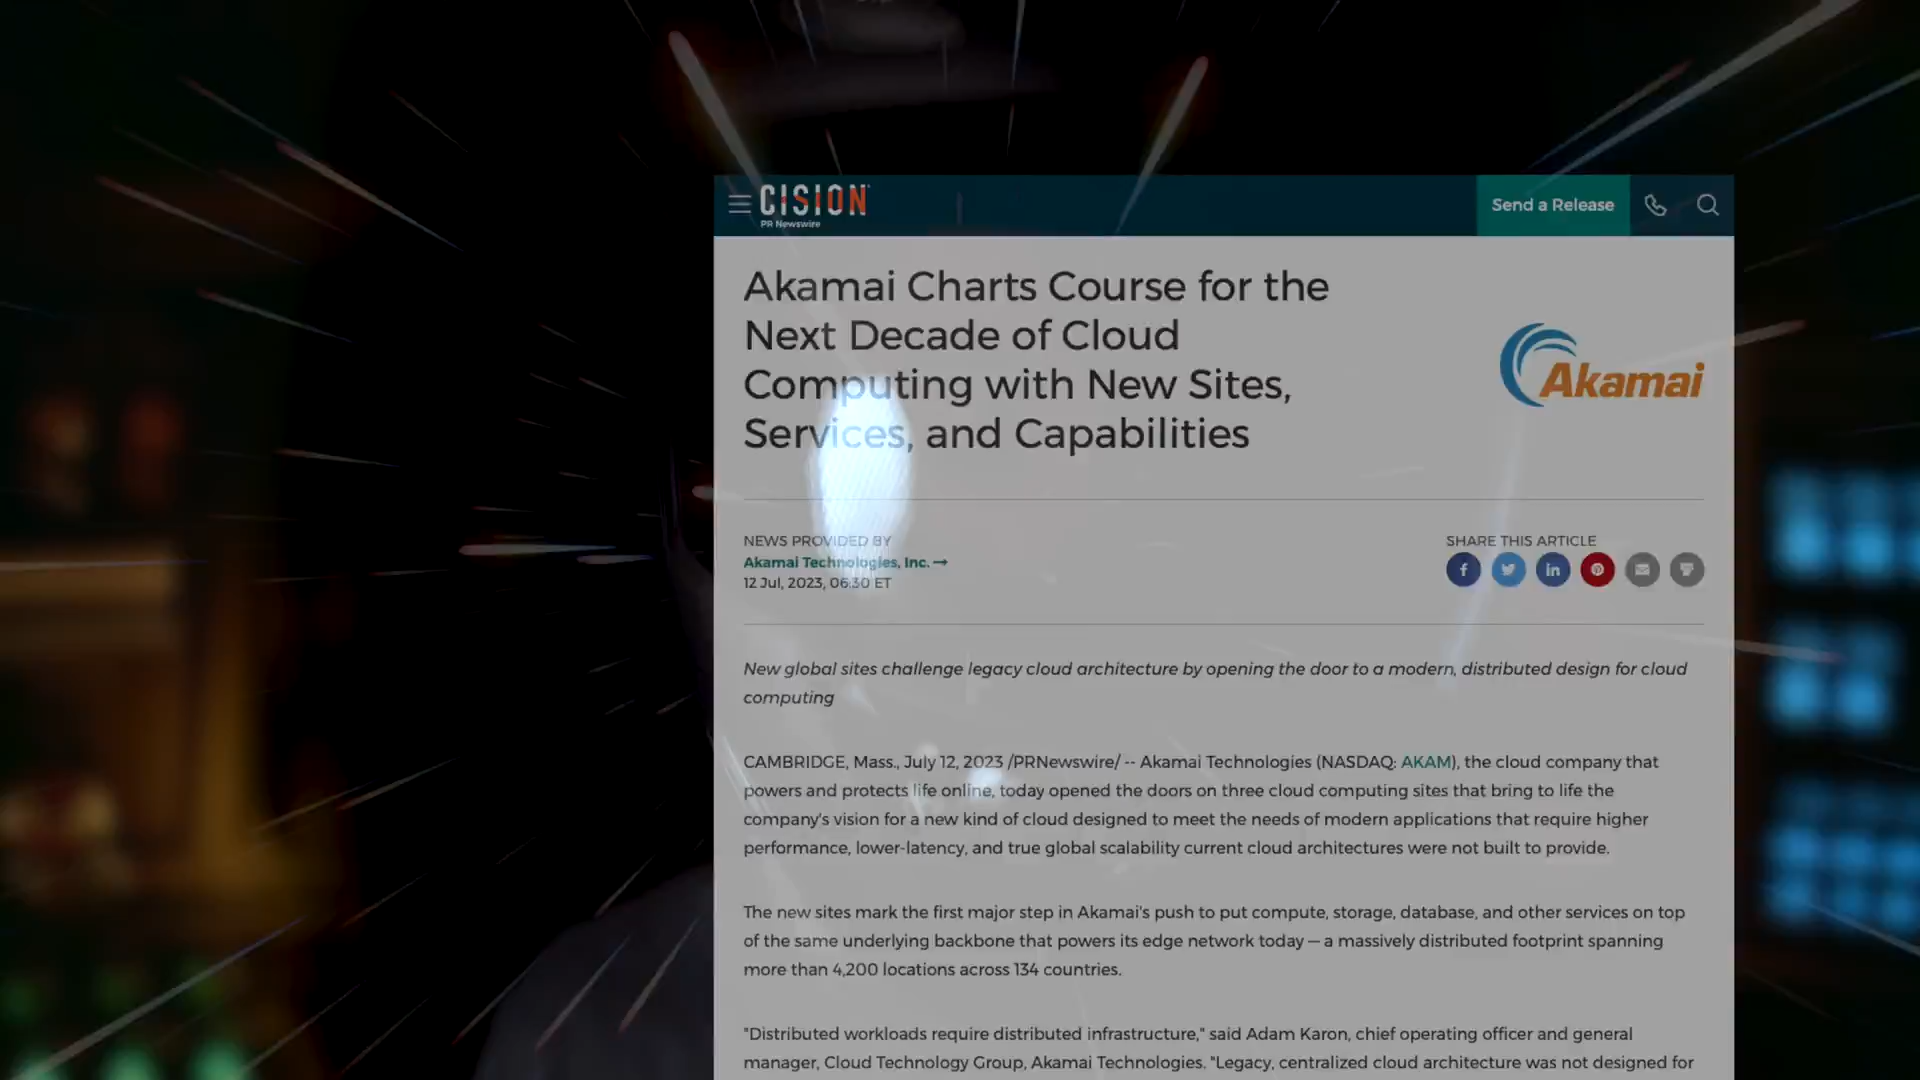 CISION
PR Newswire
Send a Release
Akamai Charts Course for the
Next Decade of Cloud
Computing with New Sites,
Services, and Capabilities
Akamai
NEWS PROVIDED BY
Akamai Technologies, Inc. →
12 Jul, 2023, 06:30 ET
SHARE THIS ARTICLE
New global sites challenge legacy cloud architecture by opening the door to a modern, distributed design for cloud
computing
CAMBRIDGE, Mass., July 12, 2023 /PRNewswire/ -- Akamai Technologies (NASDAQ: AKAM), the cloud company that
powers and protects life online, today opened the doors on three cloud computing sites that bring to life the
company's vision for a new kind of cloud designed to meet the needs of modern applications that require higher
performance, lower-latency, and true global scalability current cloud architectures were not built to provide.
The new sites mark the first major step in Akamai's push to put compute, storage, database, and other services on top
of the same underlying backbone that powers its edge network today — a massively distributed footprint spanning
more than 4,200 locations across 134 countries.
"Distributed workloads require distributed infrastructure," said Adam Karon, chief operating officer and general
manager, Cloud Technology Group, Akamai Technologies. "Legacy, centralized cloud architecture was not designed for